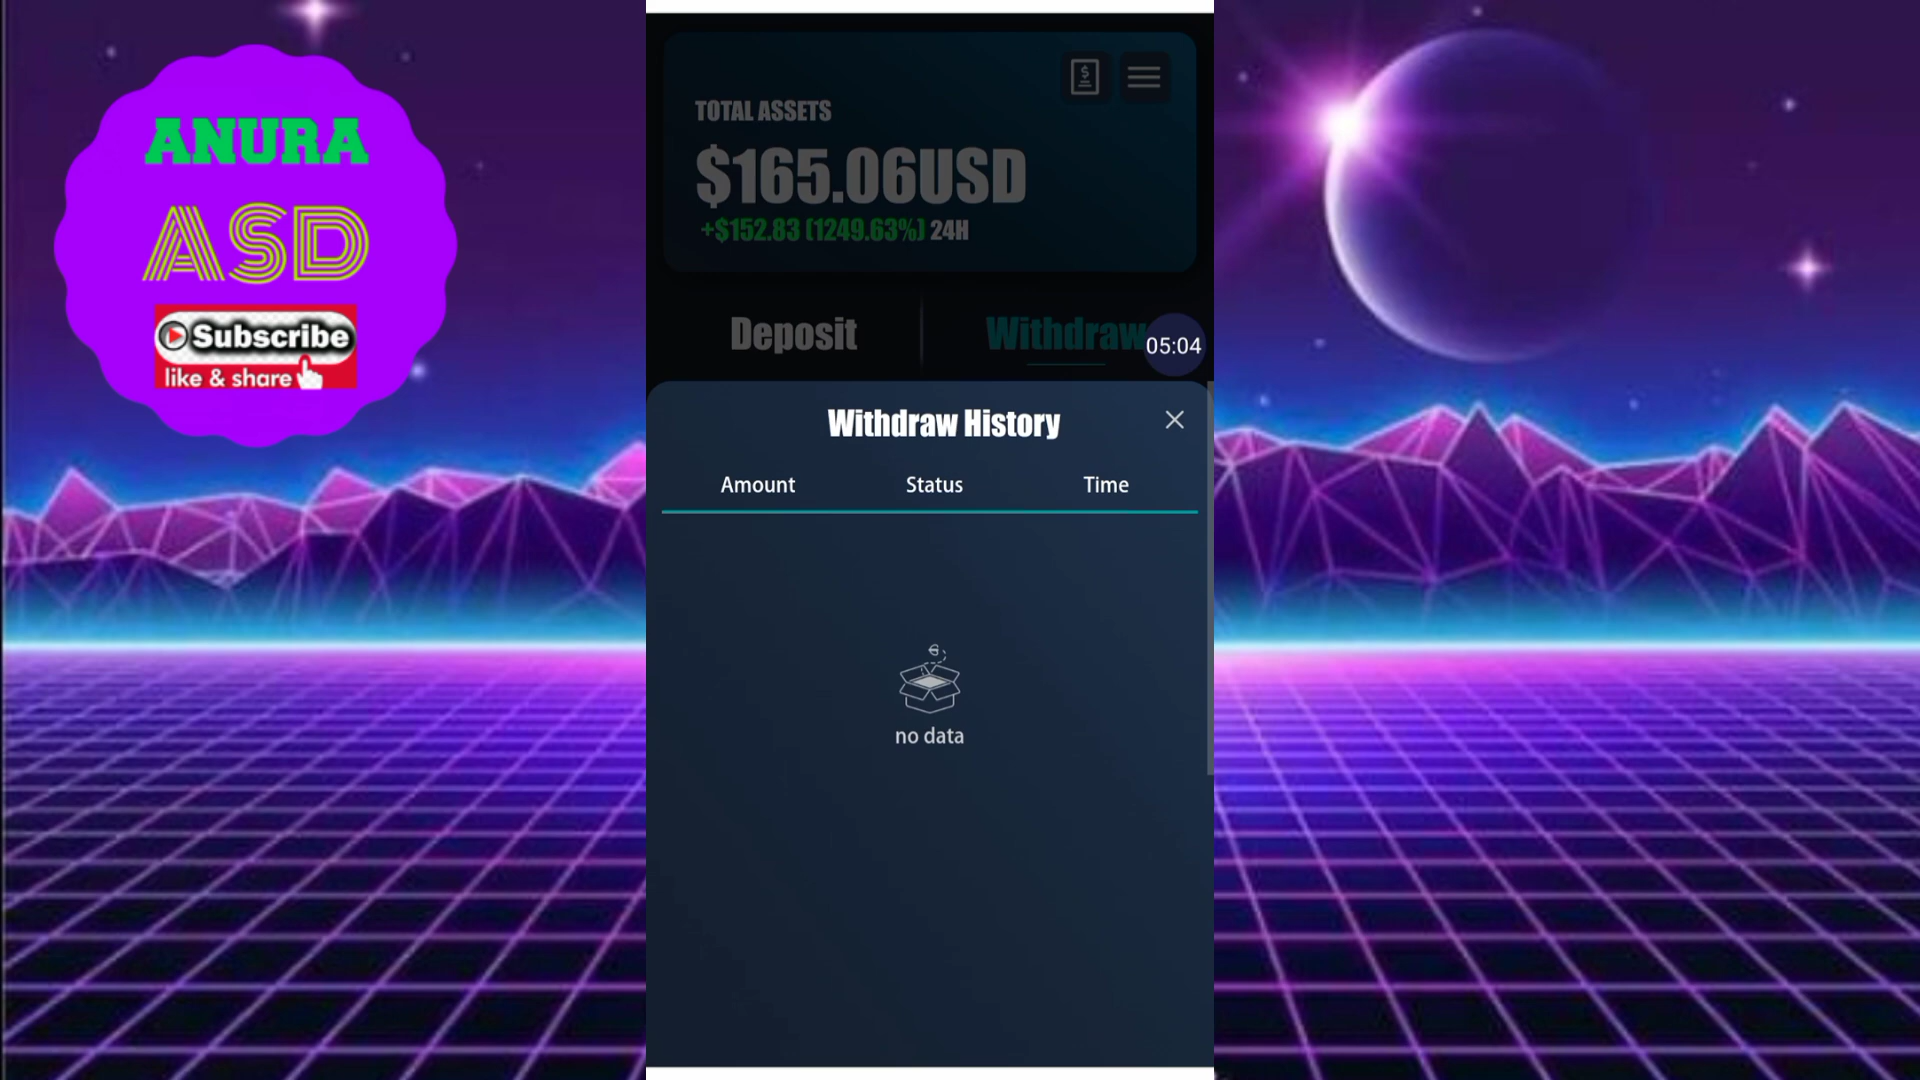 ANURA
ASD
Subscribe
like & share
TOTAL ASSETS
$165.06USD
+$152.83 (1249.63%) 24H
Deposit
Withdraw
05:04
Withdraw History
Amount
Status
Time
no data